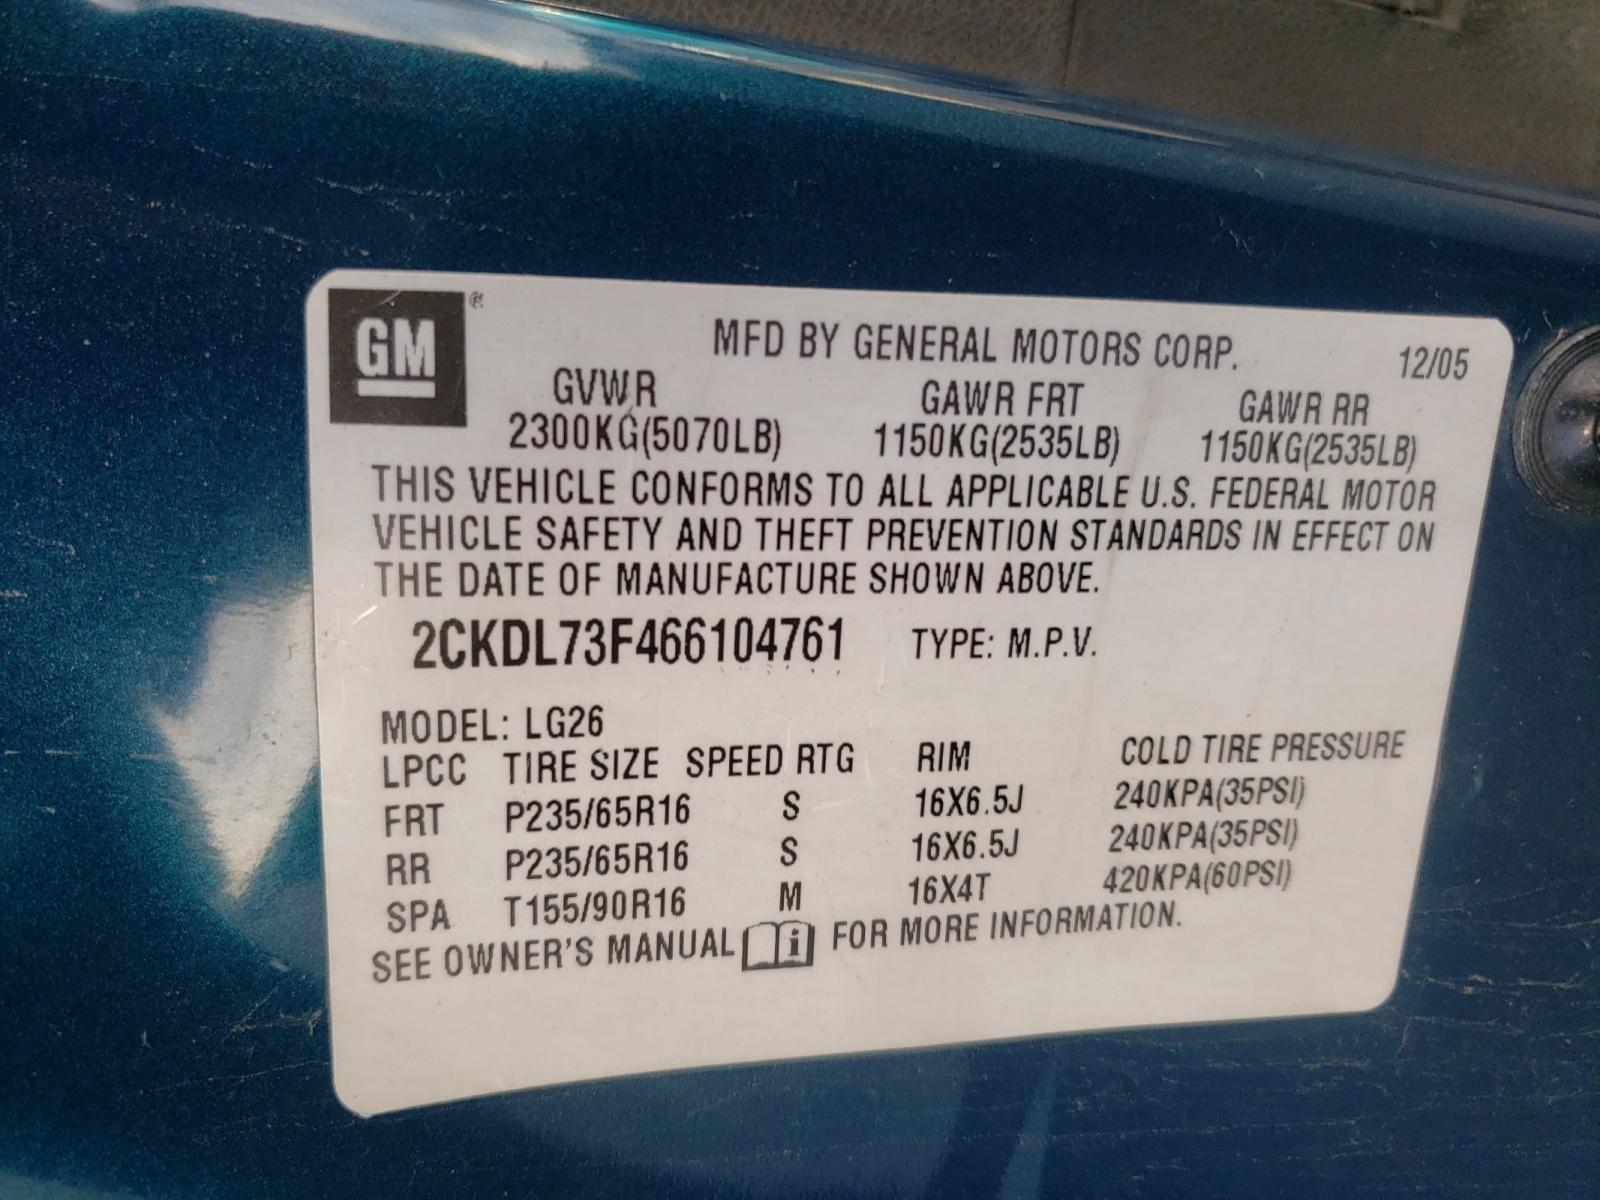 GM ®
MFD BY GENERAL MOTORS CORP. 12/05
GVWR GAWR FRT GAWR RR
2300KG(5070LB) 1150KG(2535LB) 1150KG(2535LB)
THIS VEHICLE CONFORMS TO ALL APPLICABLE U.S. FEDERAL MOTOR
VEHICLE SAFETY AND THEFT PREVENTION STANDARDS IN EFFECT ON
THE DATE OF MANUFACTURE SHOWN ABOVE.
2CKDL73F466104761 TYPE: M.P.V.
MODEL: LG26
LPCC TIRE SIZE SPEED RTG RIM COLD TIRE PRESSURE
FRT P235/65R16 S 16X6.5J 240KPA(35PSI)
RR P235/65R16 S 16X6.5J 240KPA(35PSI)
SPA T155/90R16 M 16X4T 420KPA(60PSI)
SEE OWNER'S MANUAL i FOR MORE INFORMATION.